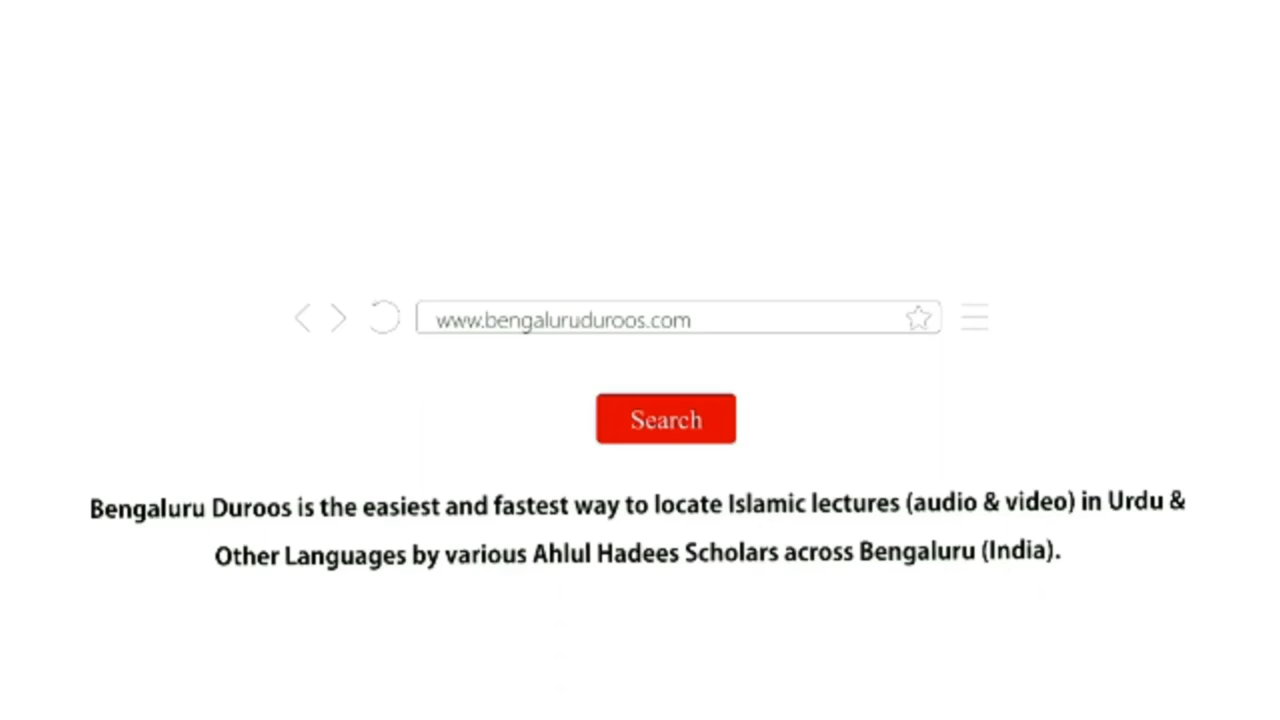 www.bengaluruduroos.com
Search
Bengaluru Duroos is the easiest and fastest way to locate Islamic lectures (audio & video) in Urdu &
Other Languages by various Ahlul Hadees Scholars across Bengaluru (India).